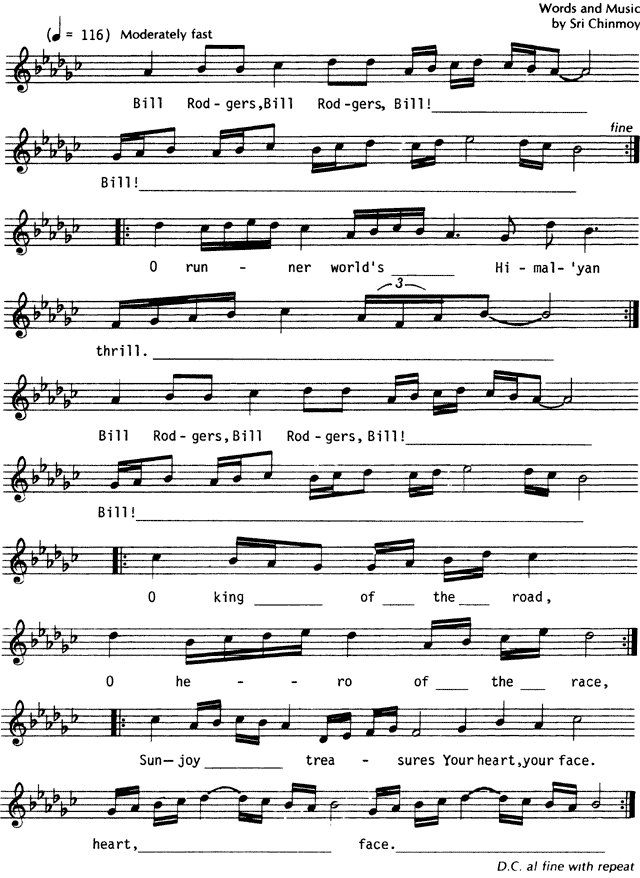 Words and Music
by Sri Chinmoy
(♩ = 116) Moderately fast
Bill Rod-gers,Bill Rod-gers, Bill!
fine
Bill!
O run - ner world's Hi-mal-'yan
3
thrill.
Bill Rod-gers,Bill Rod-gers, Bill!
Bill!
O king of the road,
O he - - ro of the race,
Sun-joy trea - sures Your heart,your face.
heart, face.
D.C. al fine with repeat